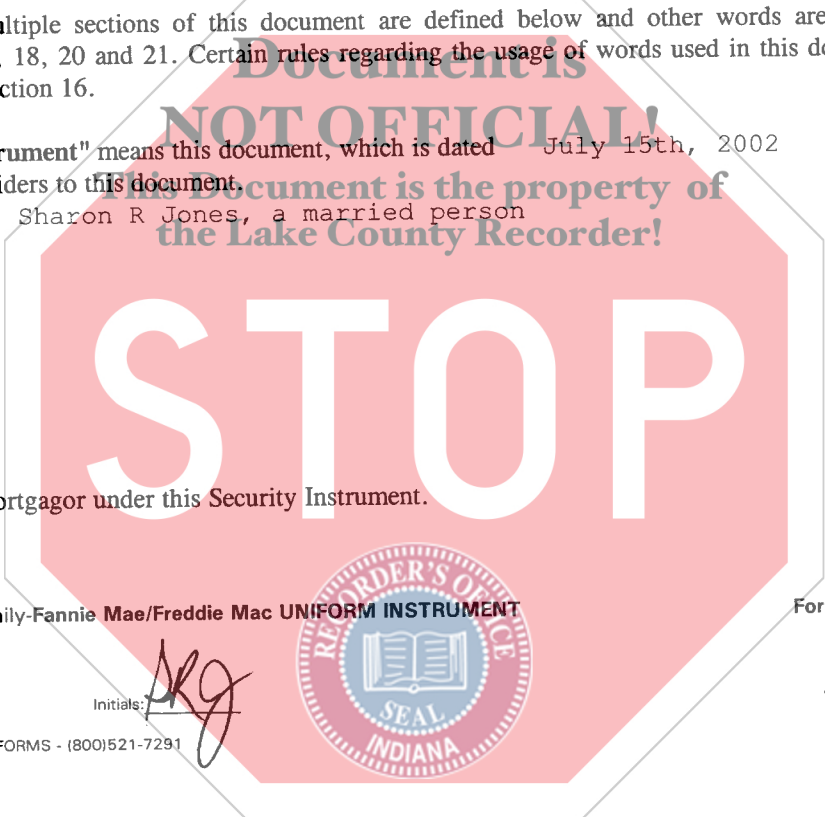 ultiple sections of this document are defined below and other words are
, 18, 20 and 21. Certain rules regarding the usage of words used in this do
ction 16.
Document is
NOT OFFICIAL!
rument" means this document, which is dated July 15th, 2002
iders to this document.
This Document is the property of
Sharon R Jones, a married person
the Lake County Recorder!
STOP
ortgagor under this Security Instrument.
RECORDER'S OFFICE
ily-Fannie Mae/Freddie Mac UNIFORM INSTRUMENT
For
Initials: SRJ
SEAL
INDIANA
FORMS - (800)521-7291